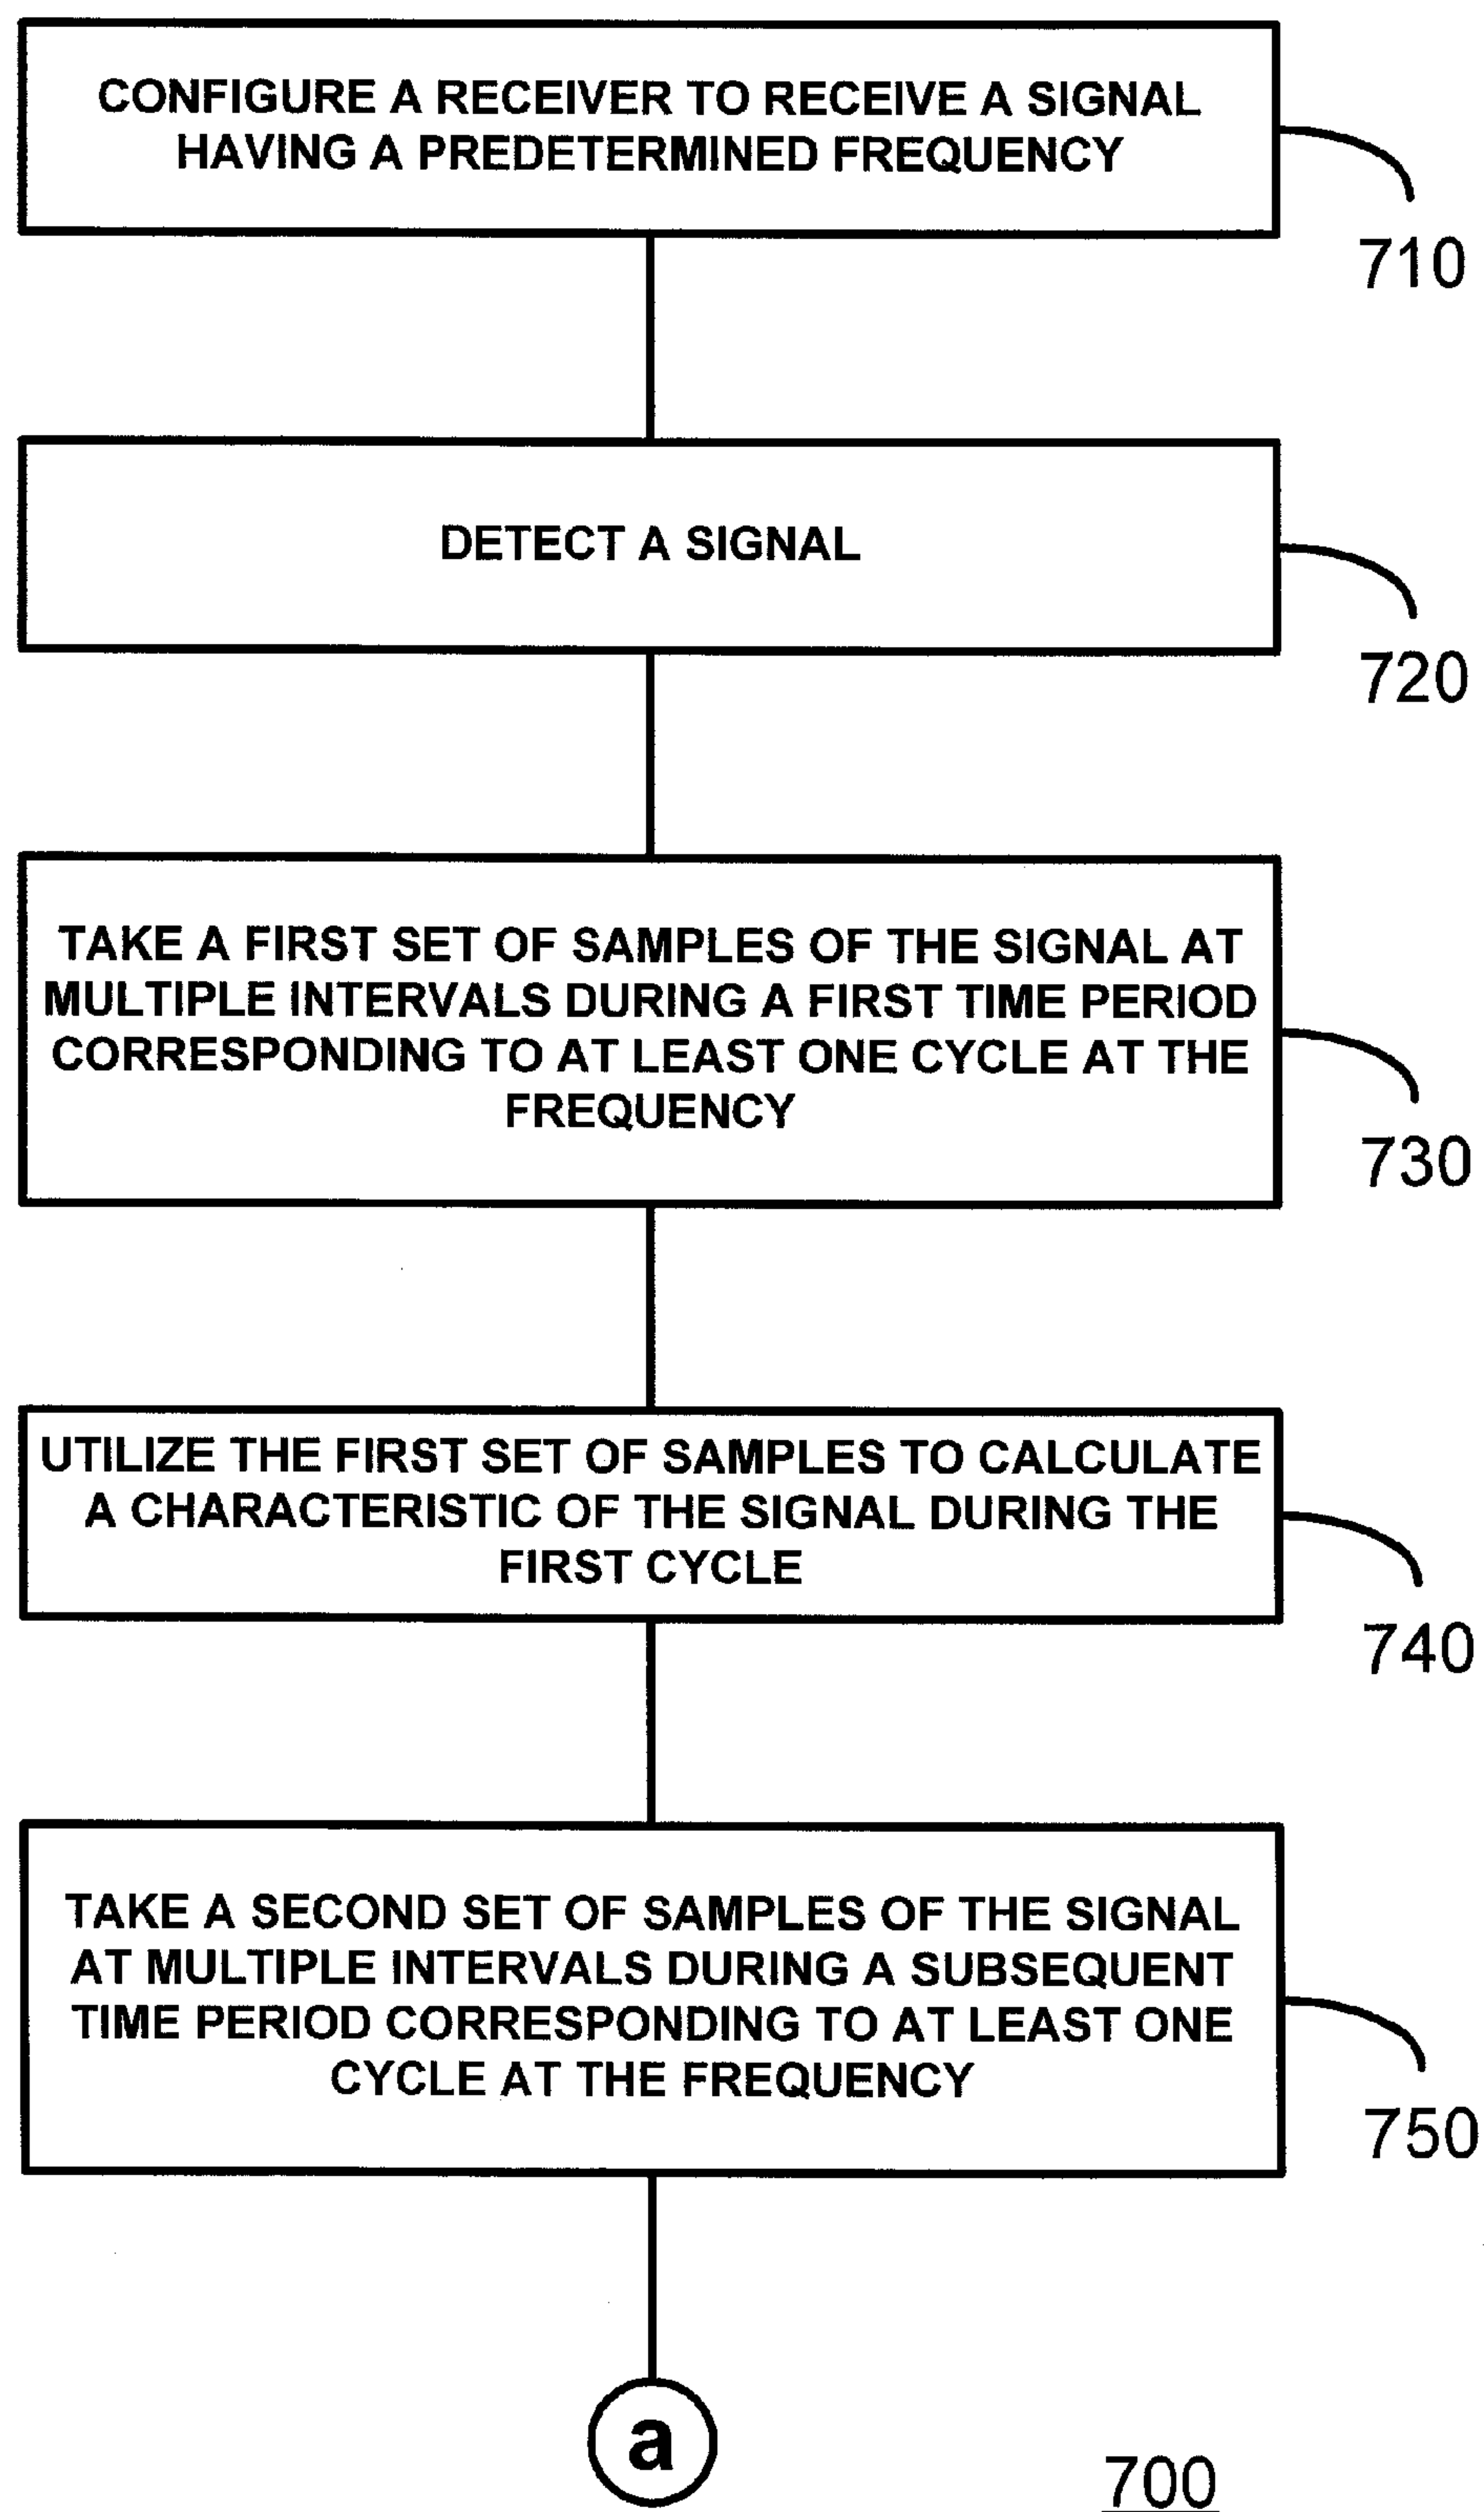 CONFIGURE A RECEIVER TO RECEIVE A SIGNAL
HAVING A PREDETERMINED FREQUENCY
710
DETECT A SIGNAL
720
TAKE A FIRST SET OF SAMPLES OF THE SIGNAL AT
MULTIPLE INTERVALS DURING A FIRST TIME PERIOD
CORRESPONDING TO AT LEAST ONE CYCLE AT THE
FREQUENCY
730
UTILIZE THE FIRST SET OF SAMPLES TO CALCULATE
A CHARACTERISTIC OF THE SIGNAL DURING THE
FIRST CYCLE
740
TAKE A SECOND SET OF SAMPLES OF THE SIGNAL
AT MULTIPLE INTERVALS DURING A SUBSEQUENT
TIME PERIOD CORRESPONDING TO AT LEAST ONE
CYCLE AT THE FREQUENCY
750
a
700